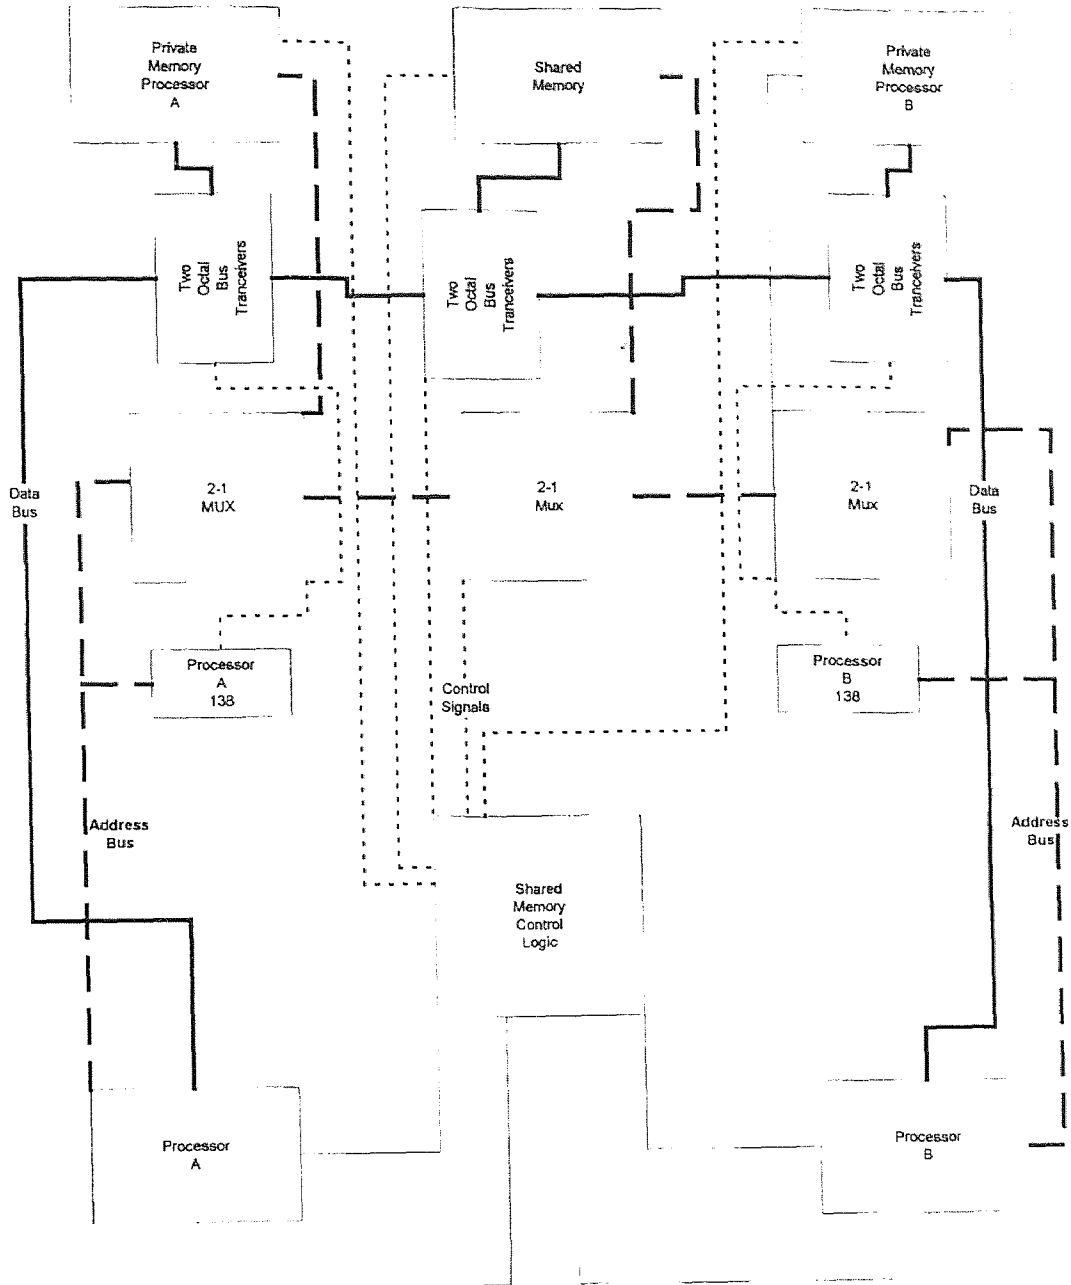 Private
Memory
Processor
A
Shared
Memory
Private
Memory
Processor
B
Two
Octal
Bus
Tranceivers
Two
Octal
Bus
Tranceivers
Two
Octal
Bus
Tranceivers
Data
Bus
2-1
MUX
2-1
Mux
2-1
Mux
Data
Bus
Processor
A
138
Processor
B
138
Control
Signals
Address
Bus
Address
Bus
Shared
Memory
Control
Logic
Processor
A
Processor
B